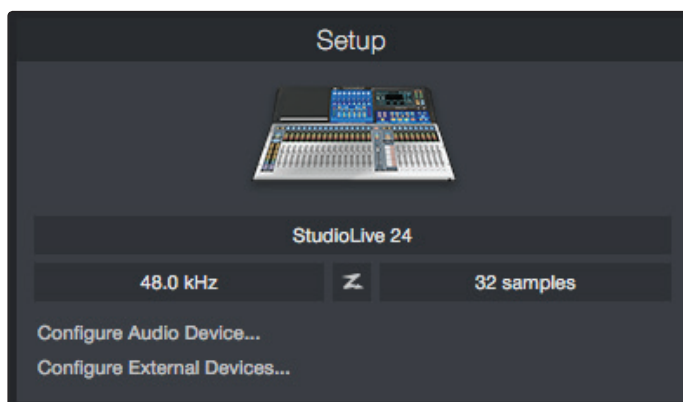 Setup
StudioLive 24
48.0 kHz Z 32 samples
Configure Audio Device...
Configure External Devices...